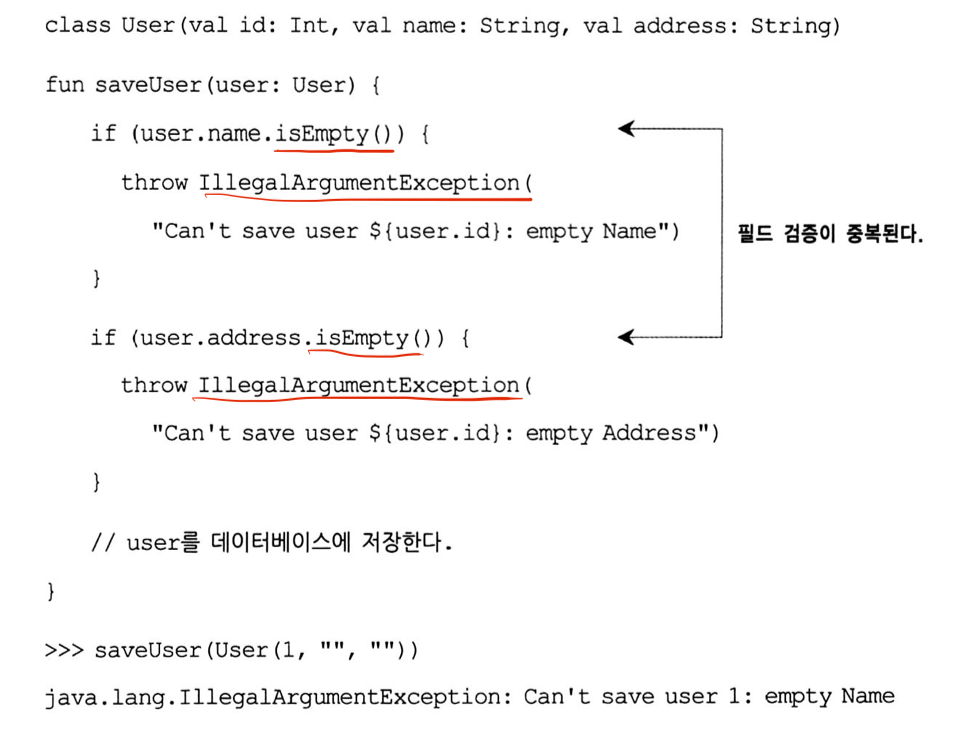 class User(val id: Int, val name: String, val address: String)
fun saveUser(user: User) {
if (user.name.isEmpty()) {
throw IllegalArgumentException(
"Can't save user ${user.id}: empty Name")
필드 검증이 중복된다.
}
if (user.address.isEmpty()) {
throw IllegalArgumentException(
"Can't save user ${user.id}: empty Address")
}
// user를 데이터베이스에 저장한다.
}
>>> saveUser(User(1, "", ""))
java.lang.IllegalArgumentException: Can't save user 1: empty Name